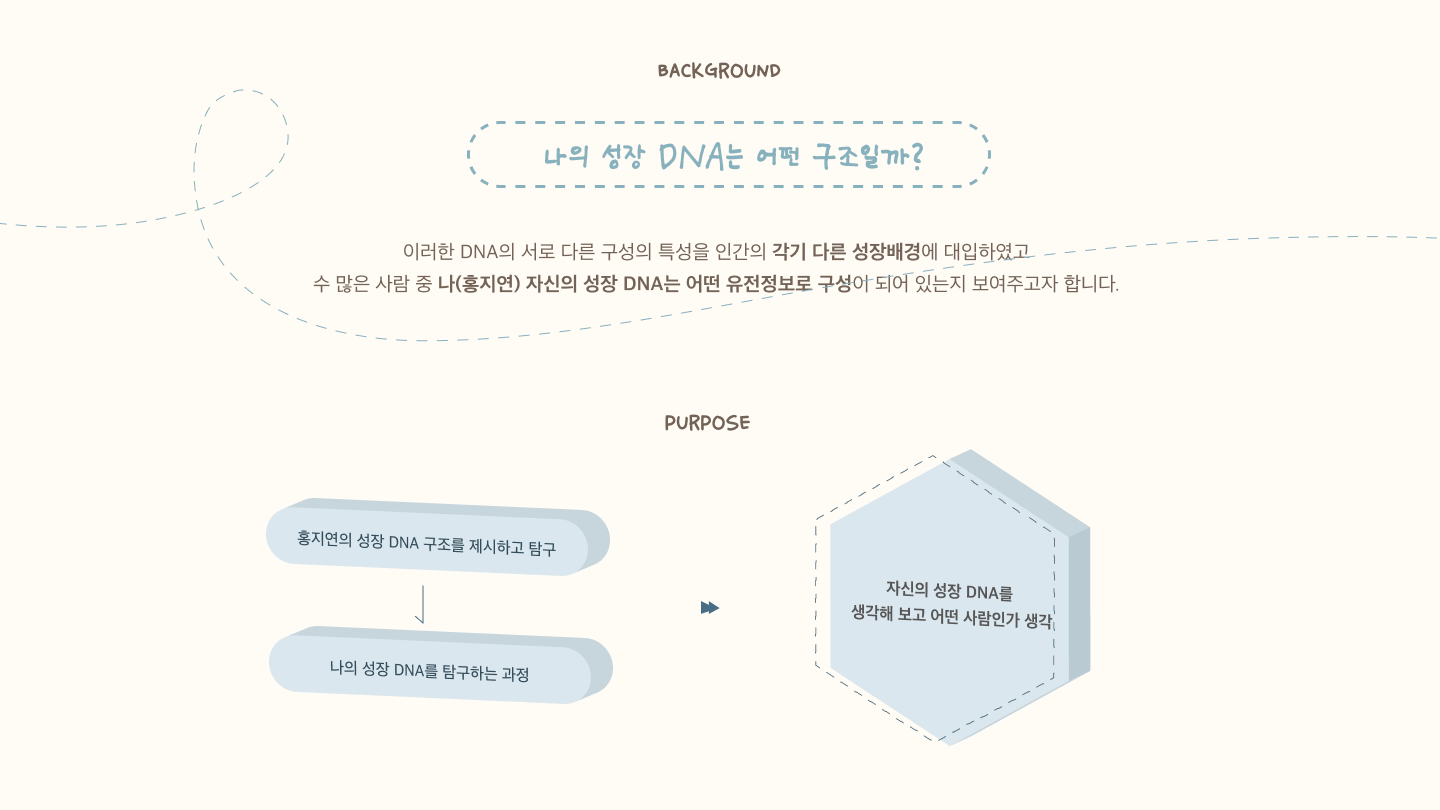 BACKGROUND
나의 성장 DNA는 어떤 구조일까?
이러한 DNA의 서로 다른 구성의 특성을 인간의 각기 다른 성장배경에 대입하였고
수 많은 사람 중 나(홍지연) 자신의 성장 DNA는 어떤 유전정보로 구성이 되어 있는지 보여주고자 합니다.
PURPOSE
홍지연의 성장 DNA 구조를 제시하고 탐구
나의 성장 DNA를 탐구하는 과정
자신의 성장 DNA를
생각해 보고 어떤 사람인가 생각